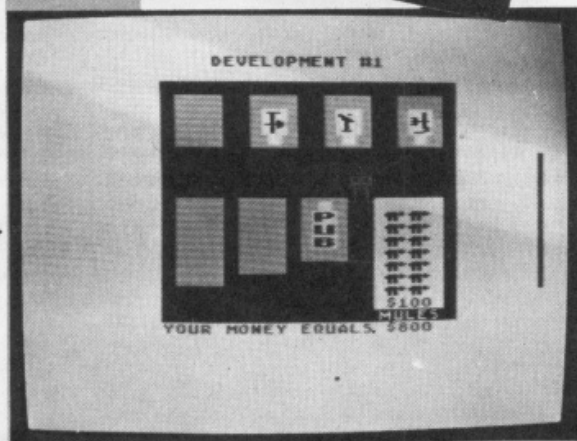 DEVELOPMENT #1
PUB
$100
MULES
YOUR MONEY EQUALS, $800